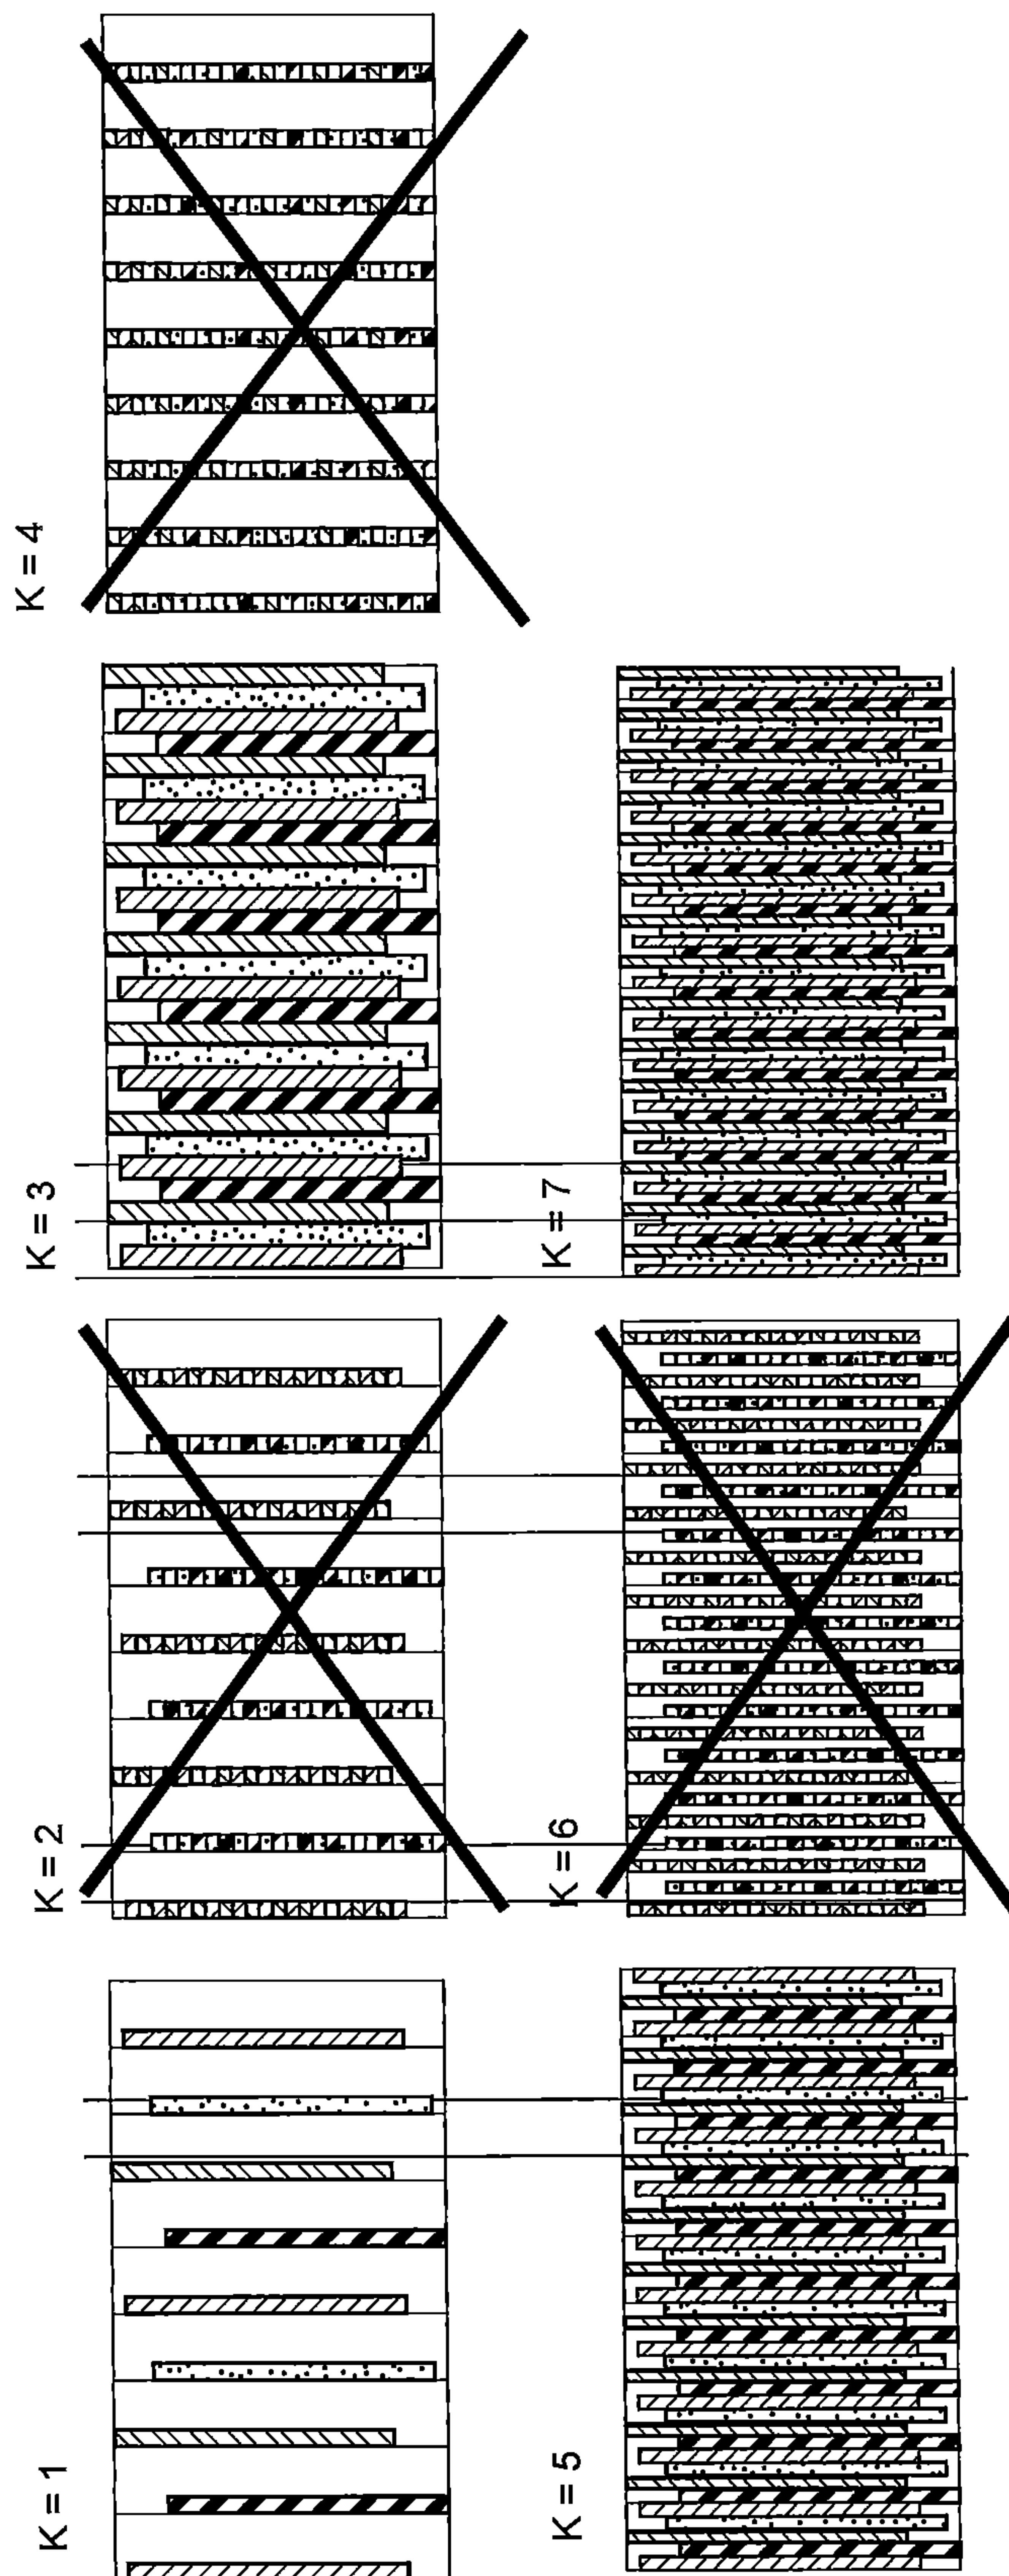 K = 1
K = 2
K = 3
K = 4
K = 5
K = 6
K = 7